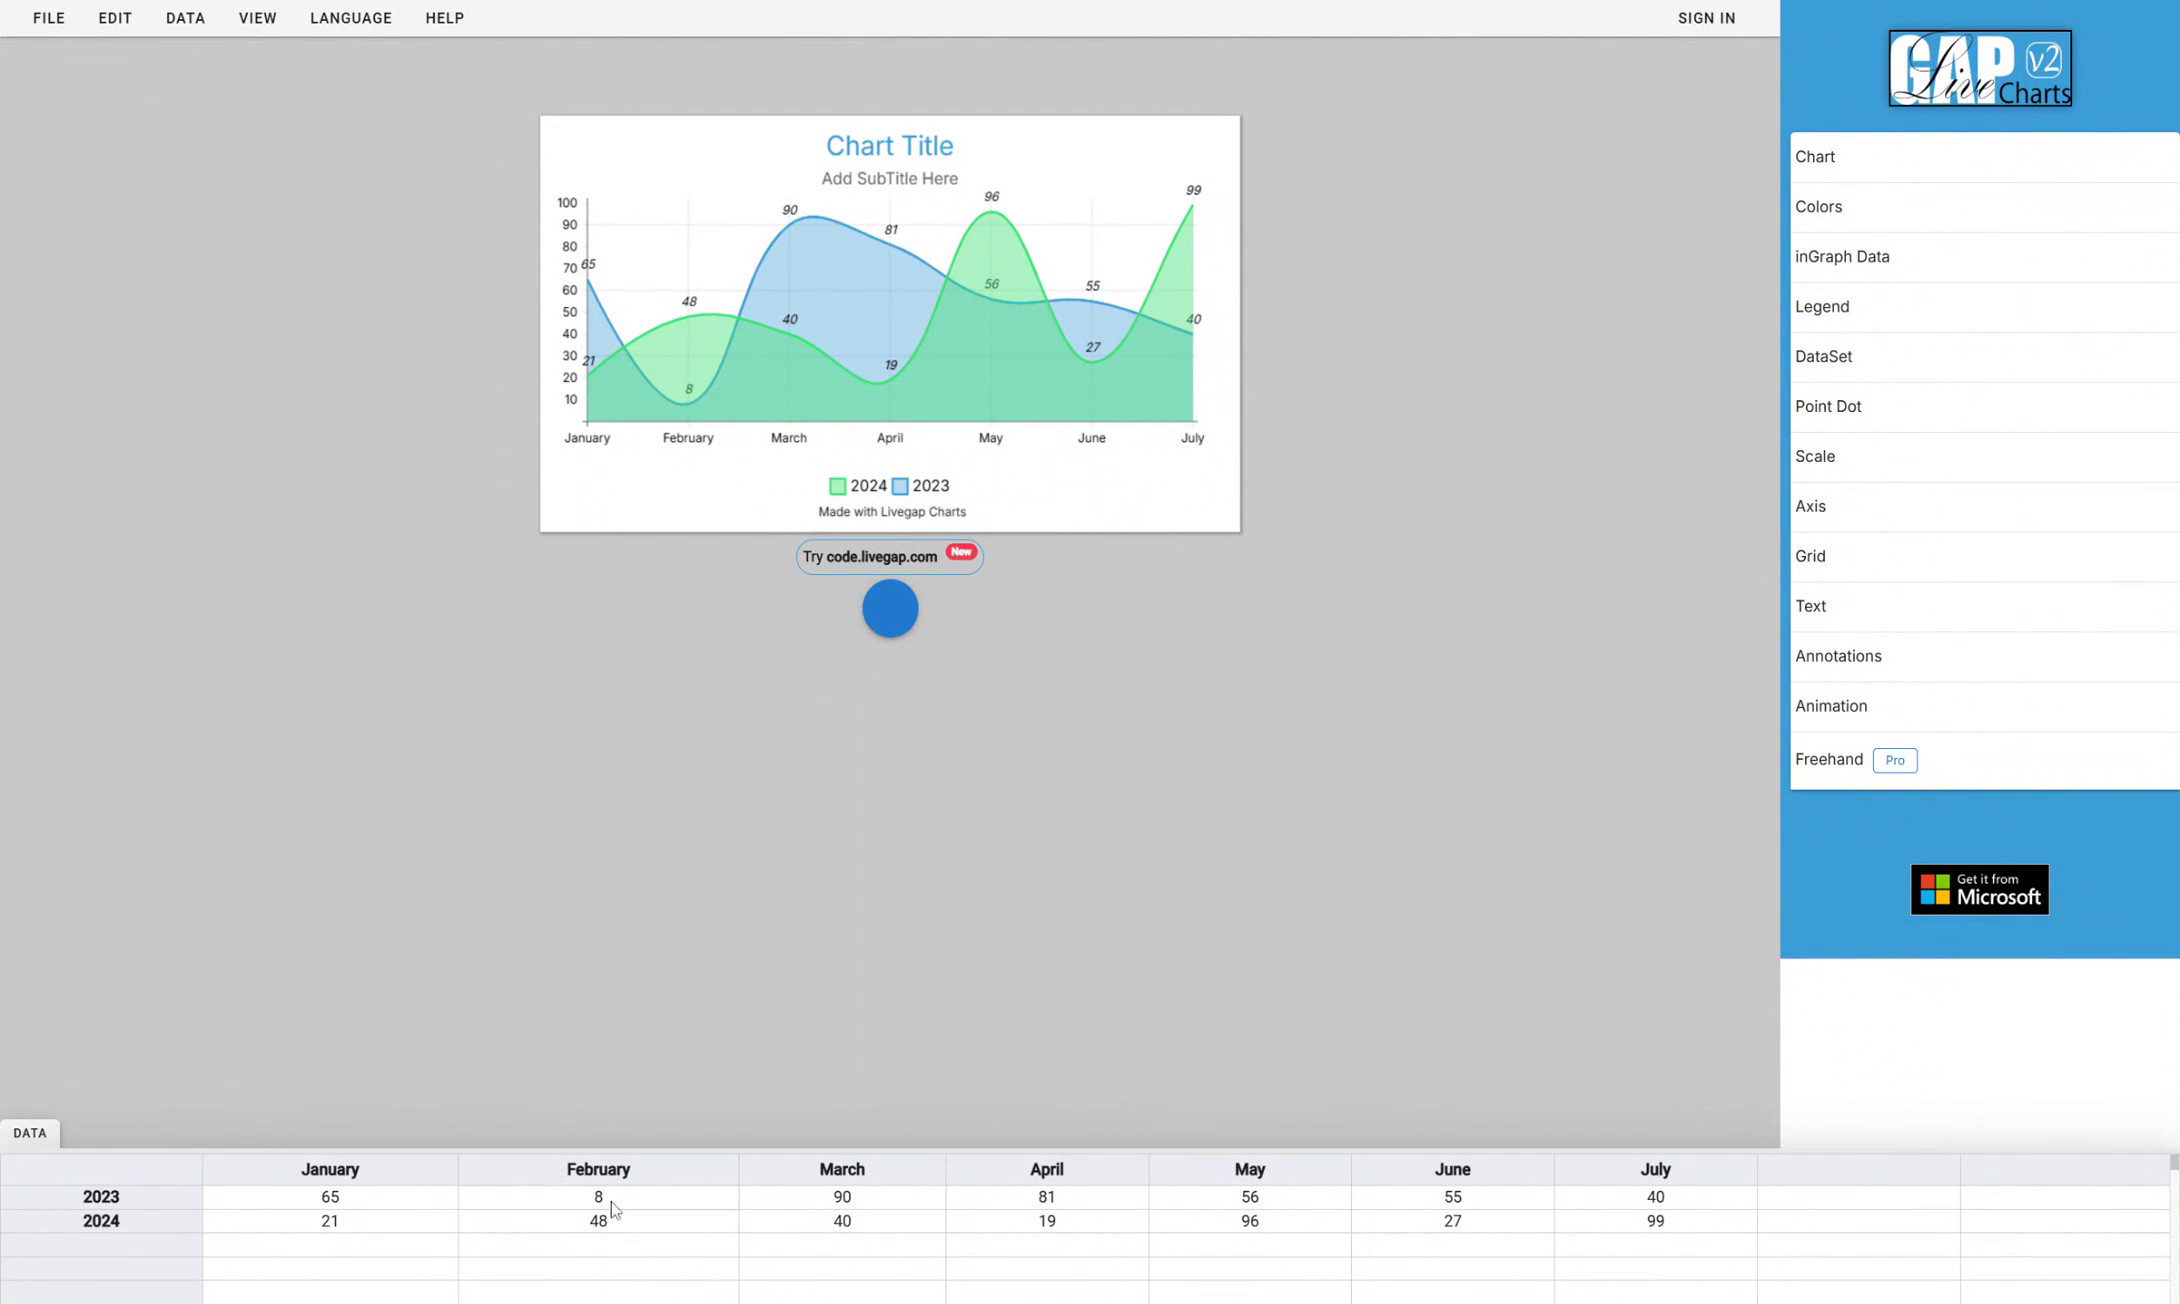 FILE EDIT DATA VIEW LANGUAGE HELP SIGN IN
GAP Live Charts v2
Chart Title
Add SubTitle Here
100
90
80
70
60
50
40
30
20
10
65
21
48
8
90
40
81
19
96
56
55
27
99
40
January February March April May June July
2024 2023
Made with Livegap Charts
Try code.livegap.com New
Chart
Colors
inGraph Data
Legend
DataSet
Point Dot
Scale
Axis
Grid
Text
Annotations
Animation
Freehand Pro
Get it from
Microsoft
DATA
January February March April May June July
2023 65 8 90 81 56 55 40
2024 21 48 40 19 96 27 99